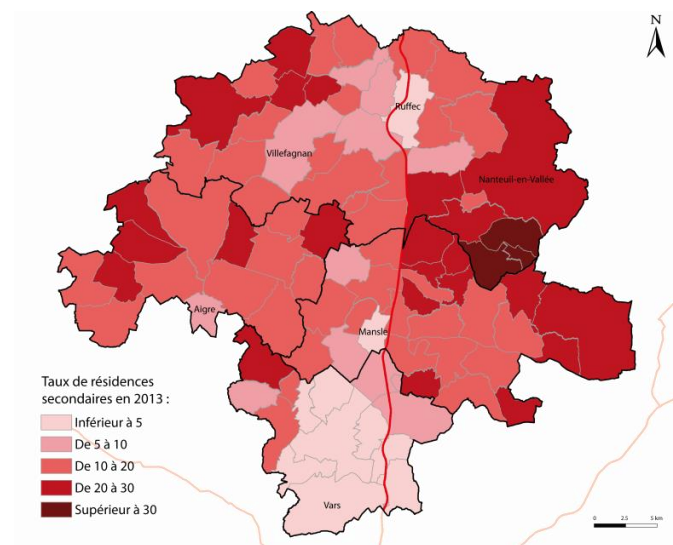 N
Ruffec
Villefagnan
Nanteuil-en-Vallée
Aigre
Mansle
Taux de résidences
secondaires en 2013 :
Inférieur à 5
De 5 à 10
De 10 à 20
De 20 à 30
Supérieur à 30
Vars
0 2.5 5 km